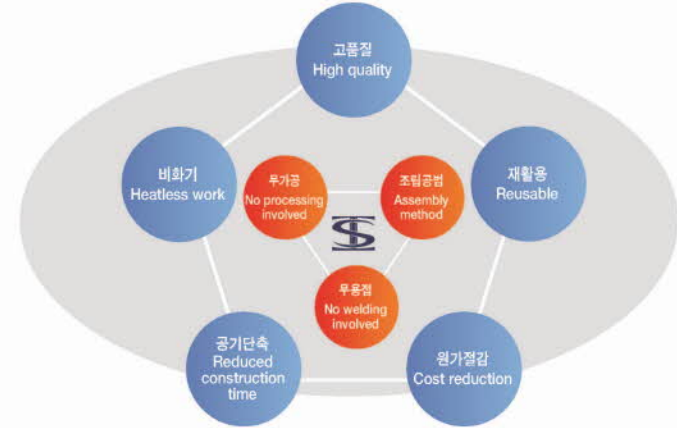 고품질
High quality
비화기
Heatless work
재활용
Reusable
무가공
No processing
involved
조립공법
Assembly
method
무용접
No welding
involved
공기단축
Reduced
construction
time
원가절감
Cost reduction